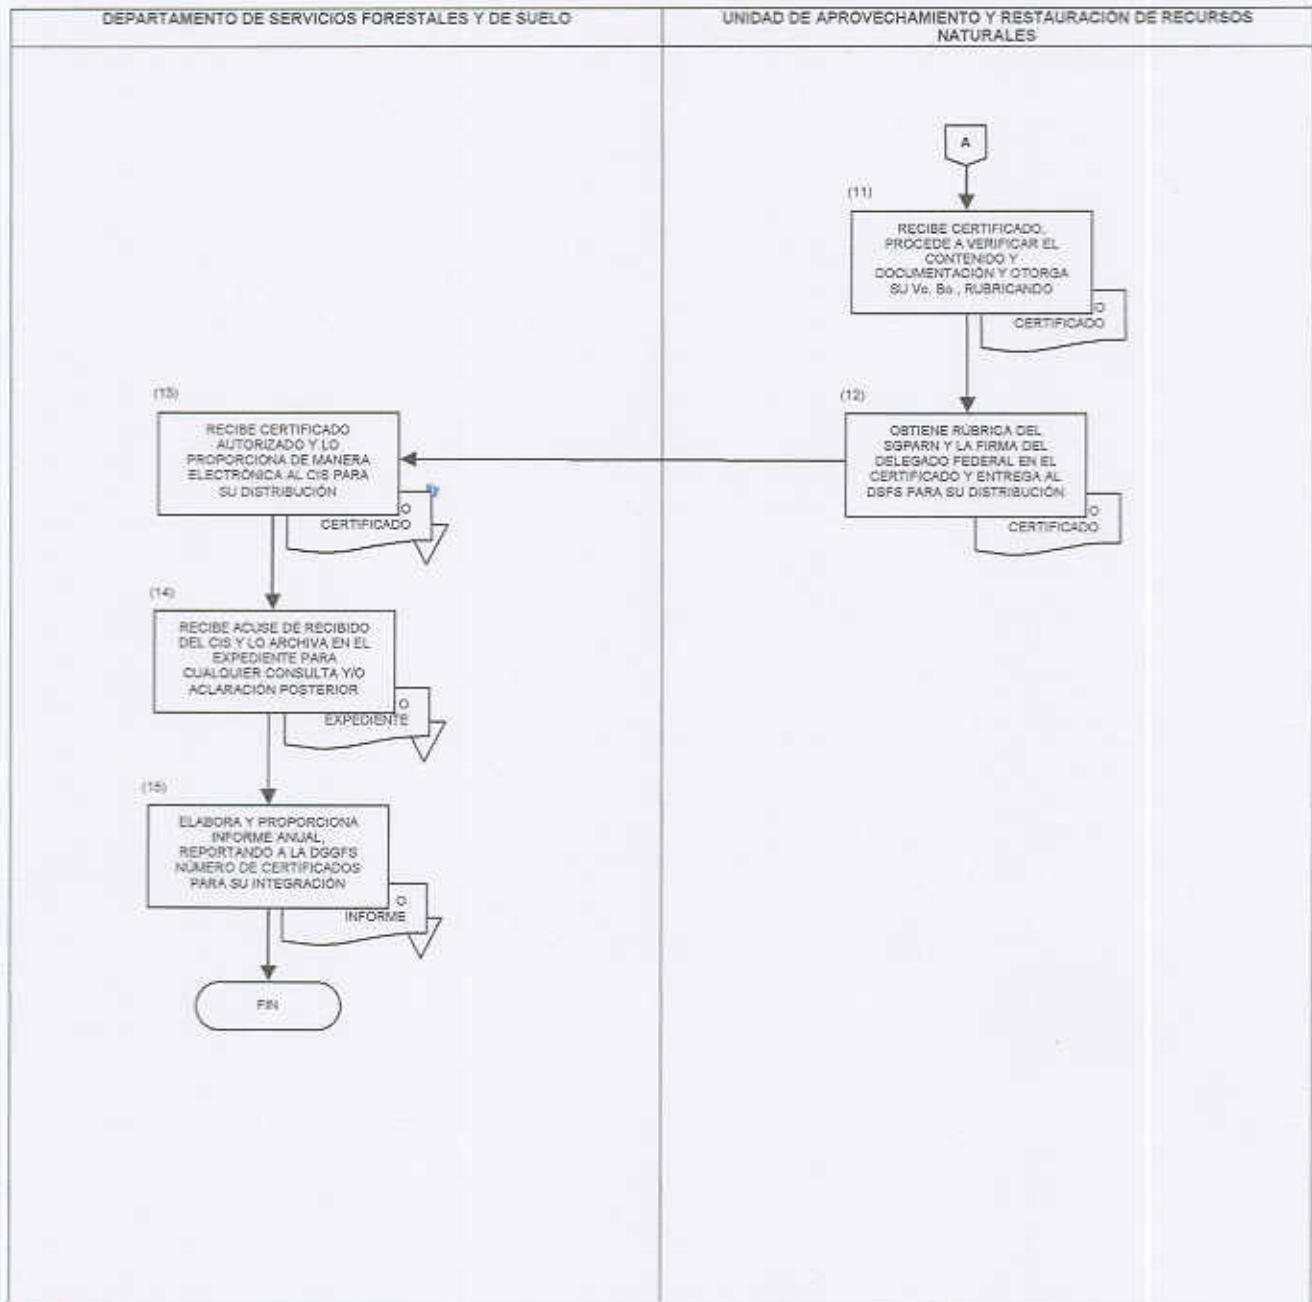 DEPARTAMENTO DE SERVICIOS FORESTALES Y DE SUELO
UNIDAD DE APROVECHAMIENTO Y RESTAURACIÓN DE RECURSOS
NATURALES
A
(11)
RECIBE CERTIFICADO,
PROCEDE A VERIFICAR EL
CONTENIDO Y
DOCUMENTACIÓN Y OTORGA
SU Vo. Bo., RUBRICANDO
O
CERTIFICADO
(12)
OBTIENE RÚBRICA DEL
SGPARN Y LA FIRMA DEL
DELEGADO FEDERAL EN EL
CERTIFICADO Y ENTREGA AL
DSFS PARA SU DISTRIBUCIÓN
O
CERTIFICADO
(13)
RECIBE CERTIFICADO
AUTORIZADO Y LO
PROPORCIONA DE MANERA
ELECTRÓNICA AL CIS PARA
SU DISTRIBUCIÓN
O
CERTIFICADO
(14)
RECIBE ACUSE DE RECIBIDO
DEL CIS Y LO ARCHIVA EN EL
EXPEDIENTE PARA
CUALQUIER CONSULTA Y/O
ACLARACIÓN POSTERIOR
O
EXPEDIENTE
(15)
ELABORA Y PROPORCIONA
INFORME ANUAL,
REPORTANDO A LA DGGFS
NÚMERO DE CERTIFICADOS
PARA SU INTEGRACIÓN
O
INFORME
FIN